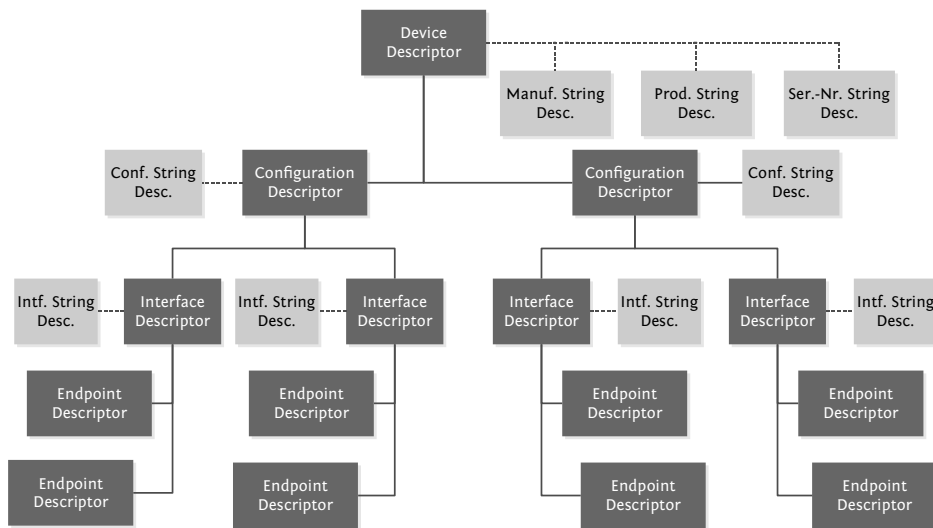 Device
Descriptor
Manuf. String
Desc.
Prod. String
Desc.
Ser.-Nr. String
Desc.
Conf. String
Desc.
Configuration
Descriptor
Configuration
Descriptor
Conf. String
Desc.
Intf. String
Desc.
Interface
Descriptor
Intf. String
Desc.
Interface
Descriptor
Interface
Descriptor
Intf. String
Desc.
Interface
Descriptor
Intf. String
Desc.
Endpoint
Descriptor
Endpoint
Descriptor
Endpoint
Descriptor
Endpoint
Descriptor
Endpoint
Descriptor
Endpoint
Descriptor
Endpoint
Descriptor
Endpoint
Descriptor